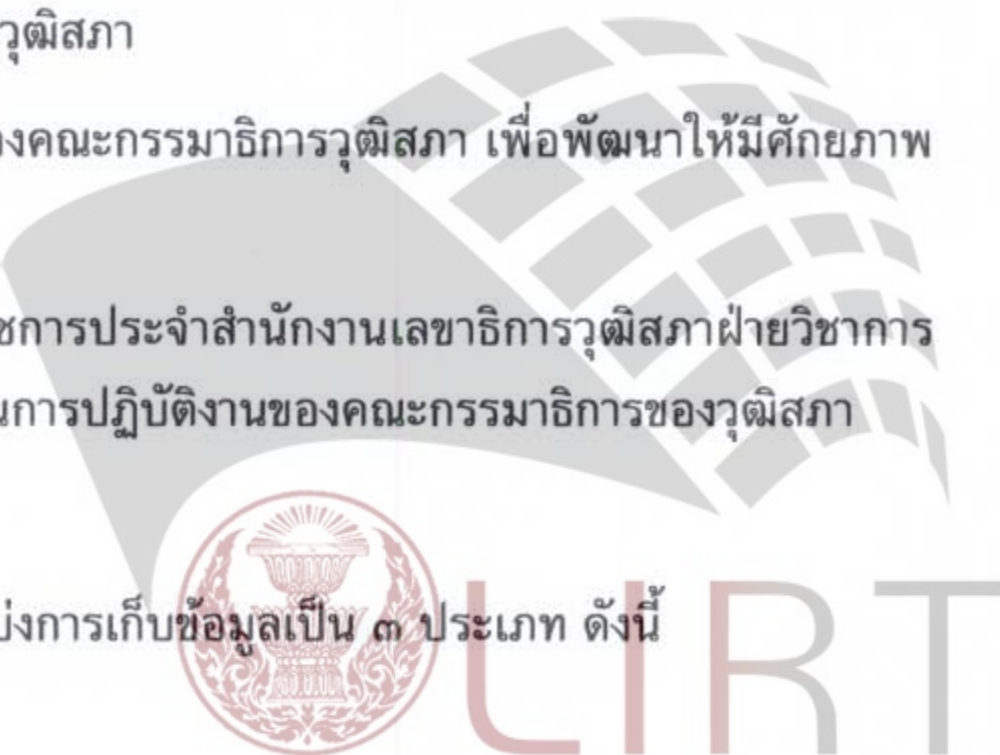 วุฒิสภา
งคณะกรรมาธิการวุฒิสภา เพื่อพัฒนาให้มีศักยภาพ
ชการประจำสำนักงานเลขาธิการวุฒิสภาฝ่ายวิชาการ
นการปฏิบัติงานของคณะกรรมาธิการของวุฒิสภา
บ่งการเก็บข้อมูลเป็น ๓ ประเภท ดังนี้
LIRT